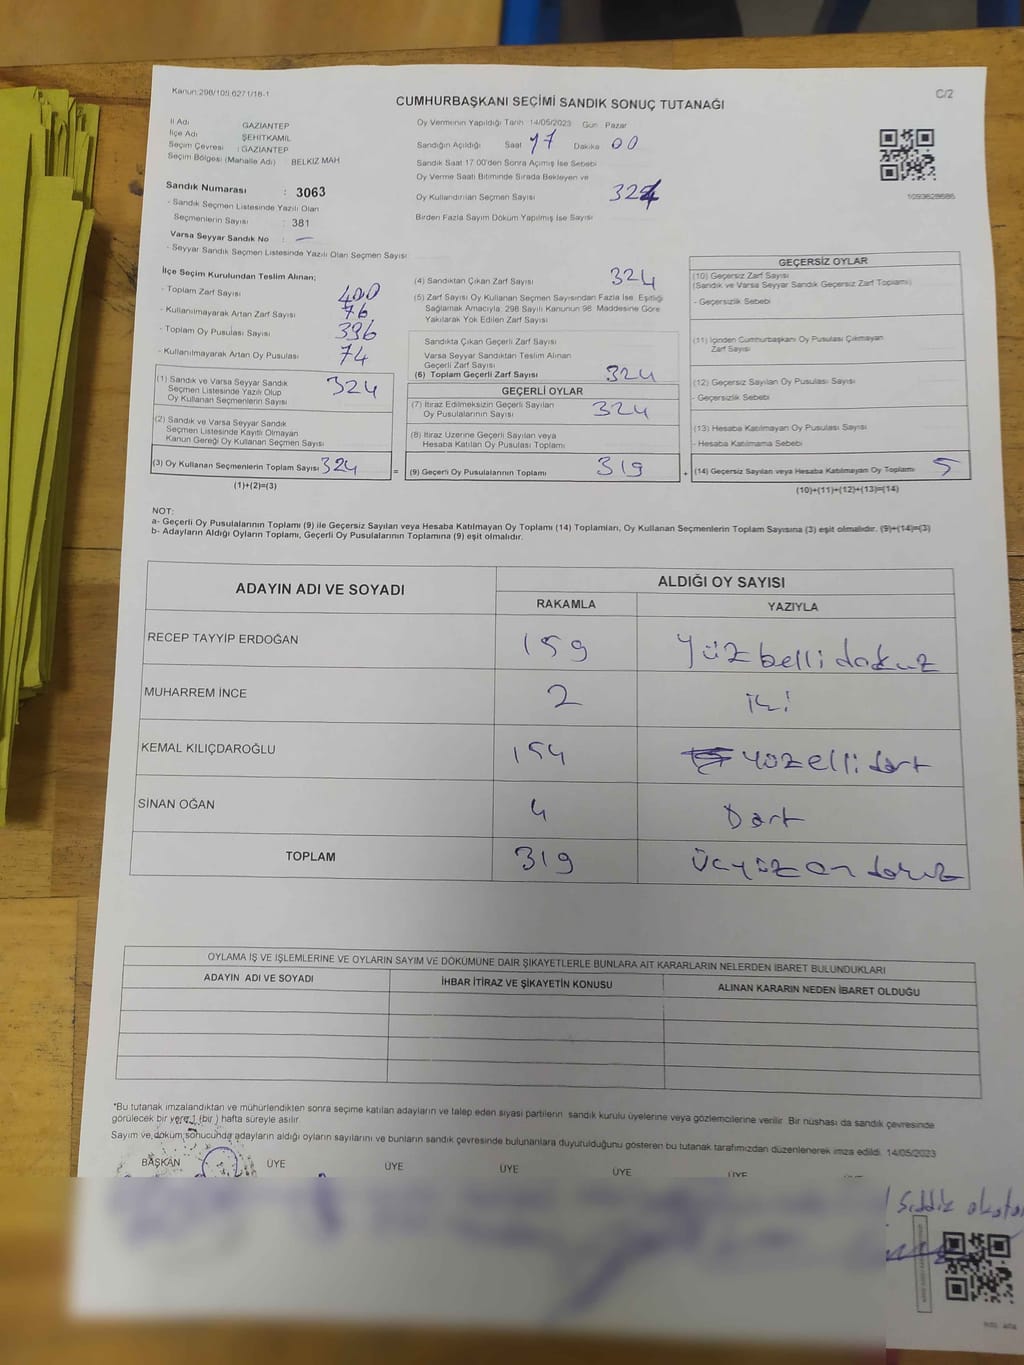 Kanun:298/109,6271/18-1
C/2
CUMHURBAŞKANI SEÇİMİ SANDIK SONUÇ TUTANAĞI
İl Adı GAZİANTEP
İlçe Adı ŞEHİTKAMİL
Seçim Çevresi : GAZİANTEP
Seçim Bölgesi (Mahalle Adı) BELKIZ MAH
Sandık Numarası : 3063
- Sandık Seçmen Listesinde Yazılı Olan
Seçmenlerin Sayısı : 381
Varsa Seyyar Sandık No : —
- Seyyar Sandık Seçmen Listesinde Yazılı Olan Seçmen Sayısı:
Oy Vermenin Yapıldığı Tarih 14/05/2023 Gün Pazar
Sandığın Açıldığı Saat 17 Dakika 00
Sandık Saat 17:00'den Sonra Açımış İse Sebebi
Oy Verme Saati Bitiminde Sırada Bekleyen ve
Oy Kullandırılan Seçmen Sayısı 324
Birden Fazla Sayım Döküm Yapılmış İse Sayısı
1093628686
İlçe Seçim Kurulundan Teslim Alınan;
- Toplam Zarf Sayısı 400
- Kullanılmayarak Artan Zarf Sayısı 76
- Toplam Oy Pusulası Sayısı 396
- Kullanılmayarak Artan Oy Pusulası 74
(1) Sandık ve Varsa Seyyar Sandık
Seçmen Listesinde Yazılı Olup
Oy Kullanan Seçmenlerin Sayısı 324
(2) Sandık ve Varsa Seyyar Sandık
Seçmen Listesinde Kayıtlı Olmayan
Kanun Gereği Oy Kullanan Seçmen Sayısı
(3) Oy Kullanan Seçmenlerin Toplam Sayısı 324
(1)+(2)=(3)
(4) Sandıktan Çıkan Zarf Sayısı 324
(5) Zarf Sayısı Oy Kullanan Seçmen Sayısından Fazla İse, Eşitliği
Sağlamak Amacıyla; 298 Sayılı Kanunun 98. Maddesine Göre
Yakılarak Yok Edilen Zarf Sayısı
Sandıkta Çıkan Geçerli Zarf Sayısı
Varsa Seyyar Sandıktan Teslim Alınan
Geçerli Zarf Sayısı
(6) Toplam Geçerli Zarf Sayısı 324
GEÇERLİ OYLAR
(7) İtiraz Edilmeksizin Geçerli Sayılan
Oy Pusulalarının Sayısı 324
(8) İtiraz Üzerine Geçerli Sayılan veya
Hesaba Katılan Oy Pusulası Toplamı
= (9) Geçerli Oy Pusulalarının Toplamı 319
GEÇERSİZ OYLAR
(10) Geçersiz Zarf Sayısı
(Sandık ve Varsa Seyyar Sandık Geçersiz Zarf Toplamı)
- Geçersizlik Sebebi
(11) İçinden Cumhurbaşkanı Oy Pusulası Çıkmayan
Zarf Sayısı
(12) Geçersiz Sayılan Oy Pusulası Sayısı
- Geçersizlik Sebebi
(13) Hesaba Katılmayan Oy Pusulası Sayısı
- Hesaba Katılmama Sebebi
+ (14) Geçersiz Sayılan veya Hesaba Katılmayan Oy Toplamı 5
(10)+(11)+(12)+(13)=(14)
NOT:
a- Geçerli Oy Pusulalarının Toplamı (9) ile Geçersiz Sayılan veya Hesaba Katılmayan Oy Toplamı (14) Toplamları, Oy Kullanan Seçmenlerin Toplam Sayısına (3) eşit olmalıdır. (9)+(14)=(3)
b- Adayların Aldığı Oyların Toplamı, Geçerli Oy Pusulalarının Toplamına (9) eşit olmalıdır.
ADAYIN ADI VE SOYADI ALDIĞI OY SAYISI
RAKAMLA YAZIYLA
RECEP TAYYİP ERDOĞAN 159 Yüz belli dokuz
MUHARREM İNCE 2 iki
KEMAL KILIÇDAROĞLU 154 yüzelli dört
SİNAN OĞAN 4 Dört
TOPLAM 319 Üçyüz on dokuz
OYLAMA İŞ VE İŞLEMLERİNE VE OYLARIN SAYIM VE DÖKÜMÜNE DAİR ŞİKAYETLERLE BUNLARA AİT KARARLARIN NELERDEN İBARET BULUNDUKLARI
ADAYIN ADI VE SOYADI İHBAR İTİRAZ VE ŞİKAYETİN KONUSU ALINAN KARARIN NEDEN İBARET OLDUĞU
*Bu tutanak imzalandıktan ve mühürlendikten sonra seçime katılan adayların ve talep eden siyasi partilerin sandık kurulu üyelerine veya gözlemcilerine verilir. Bir nüshası da sandık çevresinde
görülecek bir yere 1 (bir ) hafta süreyle asılır.
Sayım ve döküm sonucunda adayların aldığı oyların sayılarını ve bunların sandık çevresinde bulunanlara duyurulduğunu gösteren bu tutanak tarafımızdan düzenlenerek imza edildi. 14/05/2023
BAŞKAN ÜYE ÜYE ÜYE ÜYE ÜYE